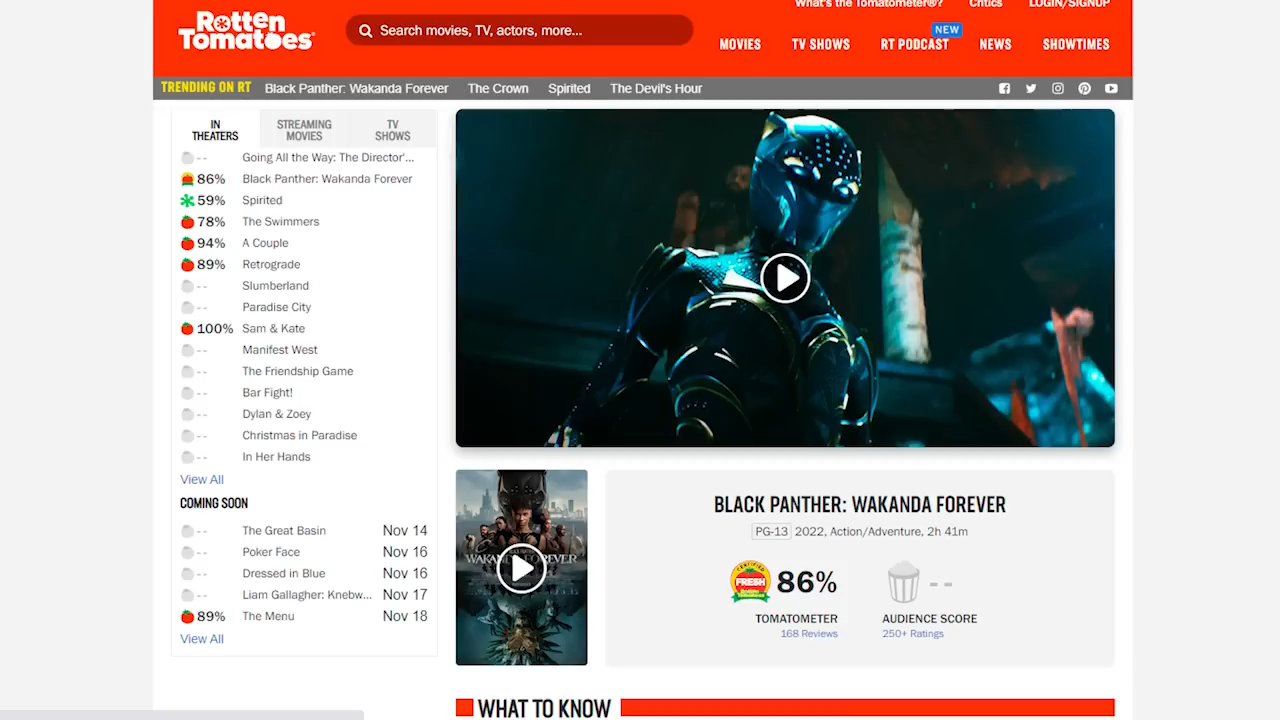 What's the Tomatometer®?
Critics
LOGIN/SIGNUP
Rotten
Tomatoes
Search movies, TV, actors, more...
NEW
MOVIES
TV SHOWS
RT PODCAST
NEWS
SHOWTIMES
TRENDING ON RT
Black Panther: Wakanda Forever
The Crown
Spirited
The Devil's Hour
IN
THEATERS
STREAMING
MOVIES
TV
SHOWS
- - Going All the Way: The Director'...
86% Black Panther: Wakanda Forever
59% Spirited
78% The Swimmers
94% A Couple
89% Retrograde
- - Slumberland
- - Paradise City
100% Sam & Kate
- - Manifest West
- - The Friendship Game
- - Bar Fight!
- - Dylan & Zoey
- - Christmas in Paradise
- - In Her Hands
View All
COMING SOON
- - The Great Basin Nov 14
- - Poker Face Nov 16
- - Dressed in Blue Nov 16
- - Liam Gallagher: Knebw... Nov 17
89% The Menu Nov 18
View All
WAKANDA FOREVER
BLACK PANTHER: WAKANDA FOREVER
PG-13 2022, Action/Adventure, 2h 41m
CERTIFIED
FRESH
86%
- -
TOMATOMETER
168 Reviews
AUDIENCE SCORE
250+ Ratings
WHAT TO KNOW